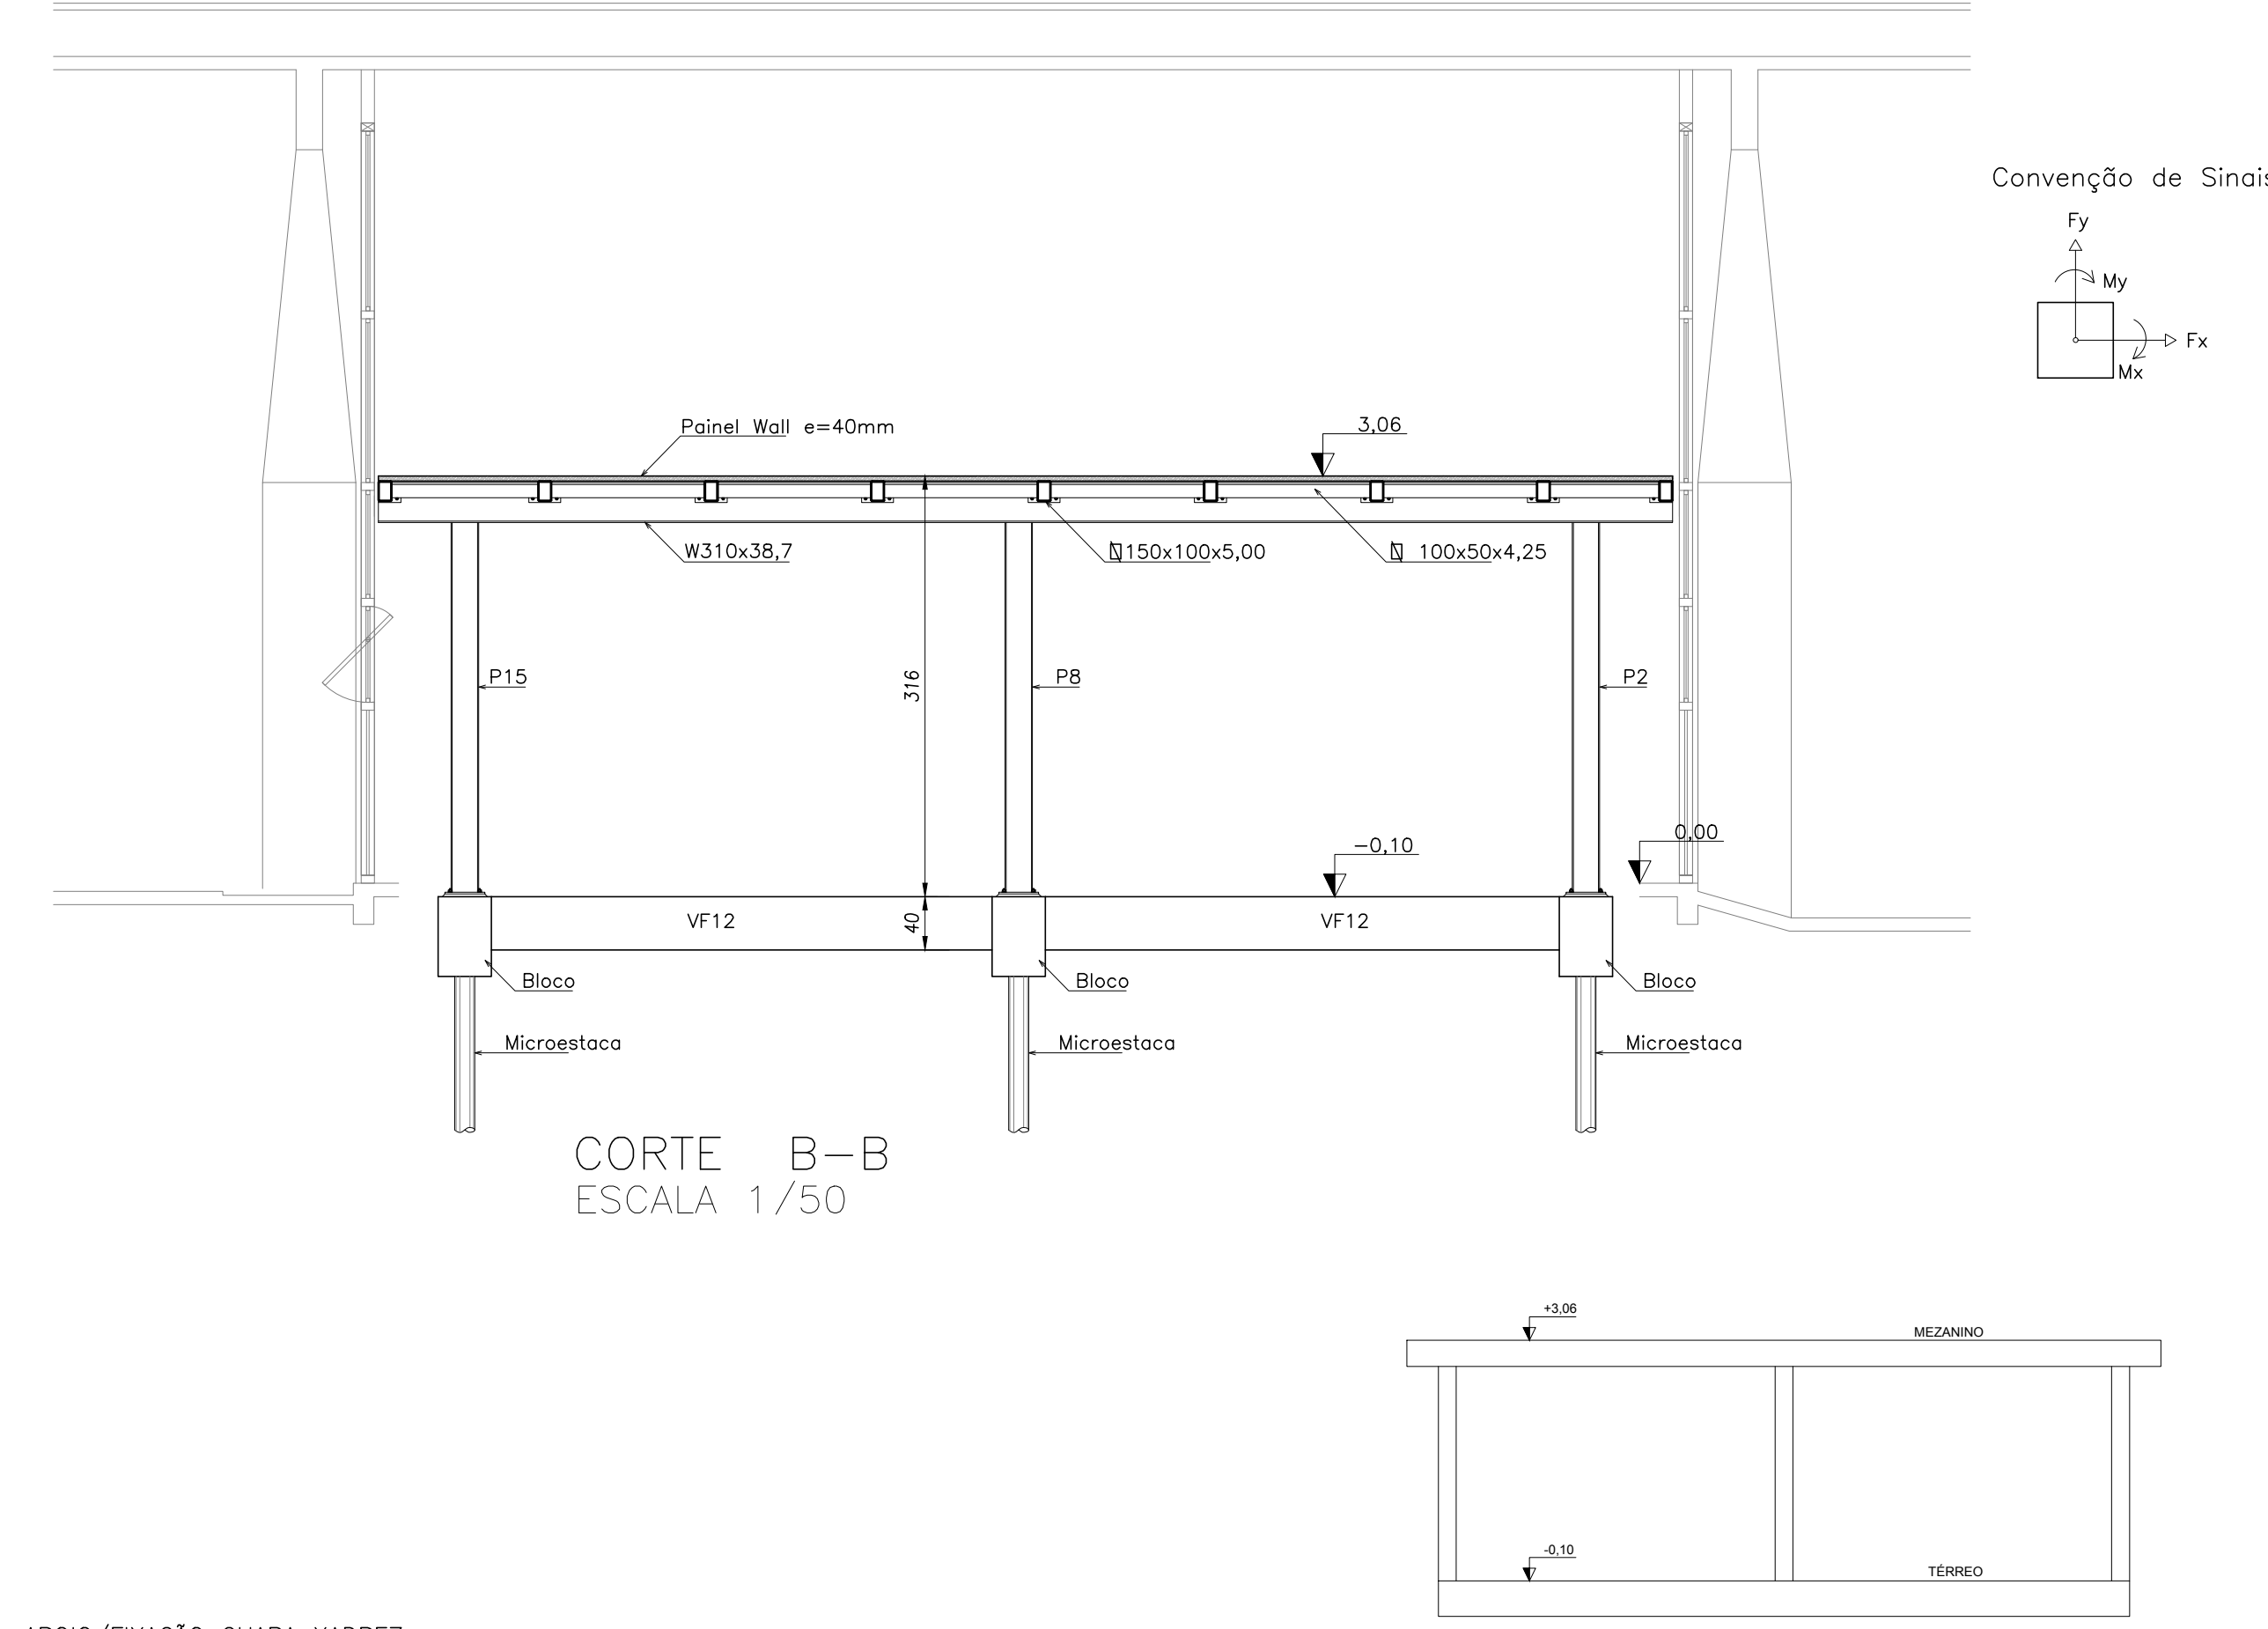 Convenção de Sinais
Fy
My
Fx
Mx
Painel Wall e=40mm
3,06
W310x38,7
150x100x5,00
100x50x4,25
P15
316
P8
P2
-0,10
0,00
VF12
40
VF12
Bloco
Bloco
Bloco
Microestaca
Microestaca
Microestaca
CORTE B-B
ESCALA 1/50
+3,06
MEZANINO
-0,10
TÉRREO